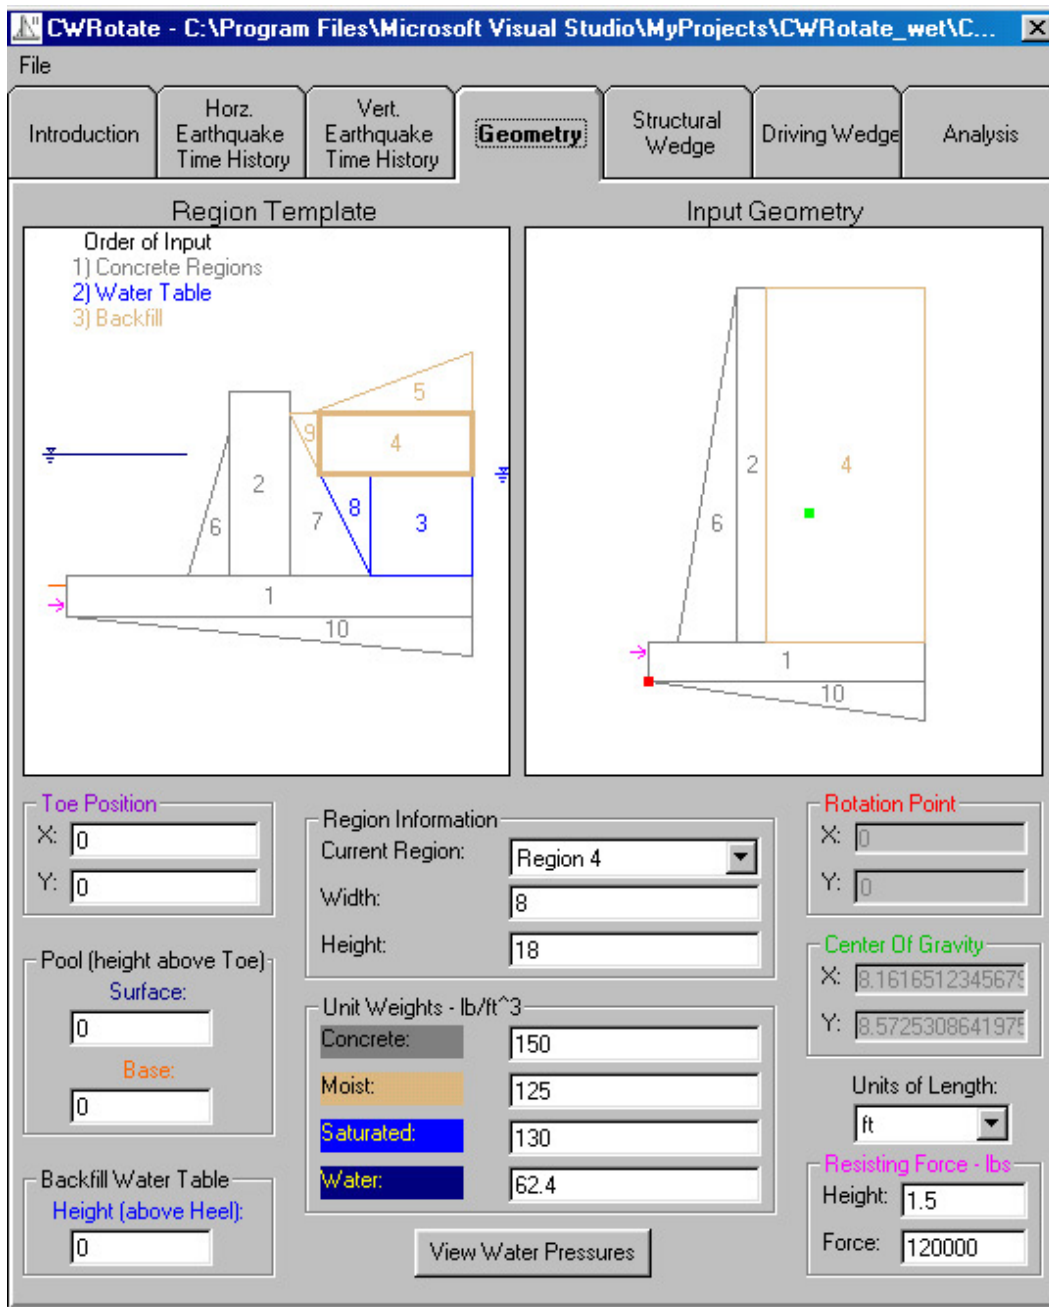 CWRotate - C:\Program Files\Microsoft Visual Studio\MyProjects\CWRotate_wet\C...
File
Introduction
Horz.
Earthquake
Time History
Vert.
Earthquake
Time History
Geometry
Structural
Wedge
Driving Wedge
Analysis
Region Template
Input Geometry
Order of Input
1) Concrete Regions
2) Water Table
3) Backfill
5
9
4
2
8
7
3
6
1
10
2
4
6
1
10
Toe Position
X: 0
Y: 0
Pool (height above Toe)
Surface:
0
Base:
0
Backfill Water Table
Height (above Heel):
0
Region Information
Current Region: Region 4
Width: 8
Height: 18
Unit Weights - lb/ft^3
Concrete: 150
Moist: 125
Saturated: 130
Water: 62.4
View Water Pressures
Rotation Point
X: 0
Y: 0
Center Of Gravity
X: 8.1616512345679
Y: 8.5725308641975
Units of Length:
ft
Resisting Force - lbs
Height: 1.5
Force: 120000